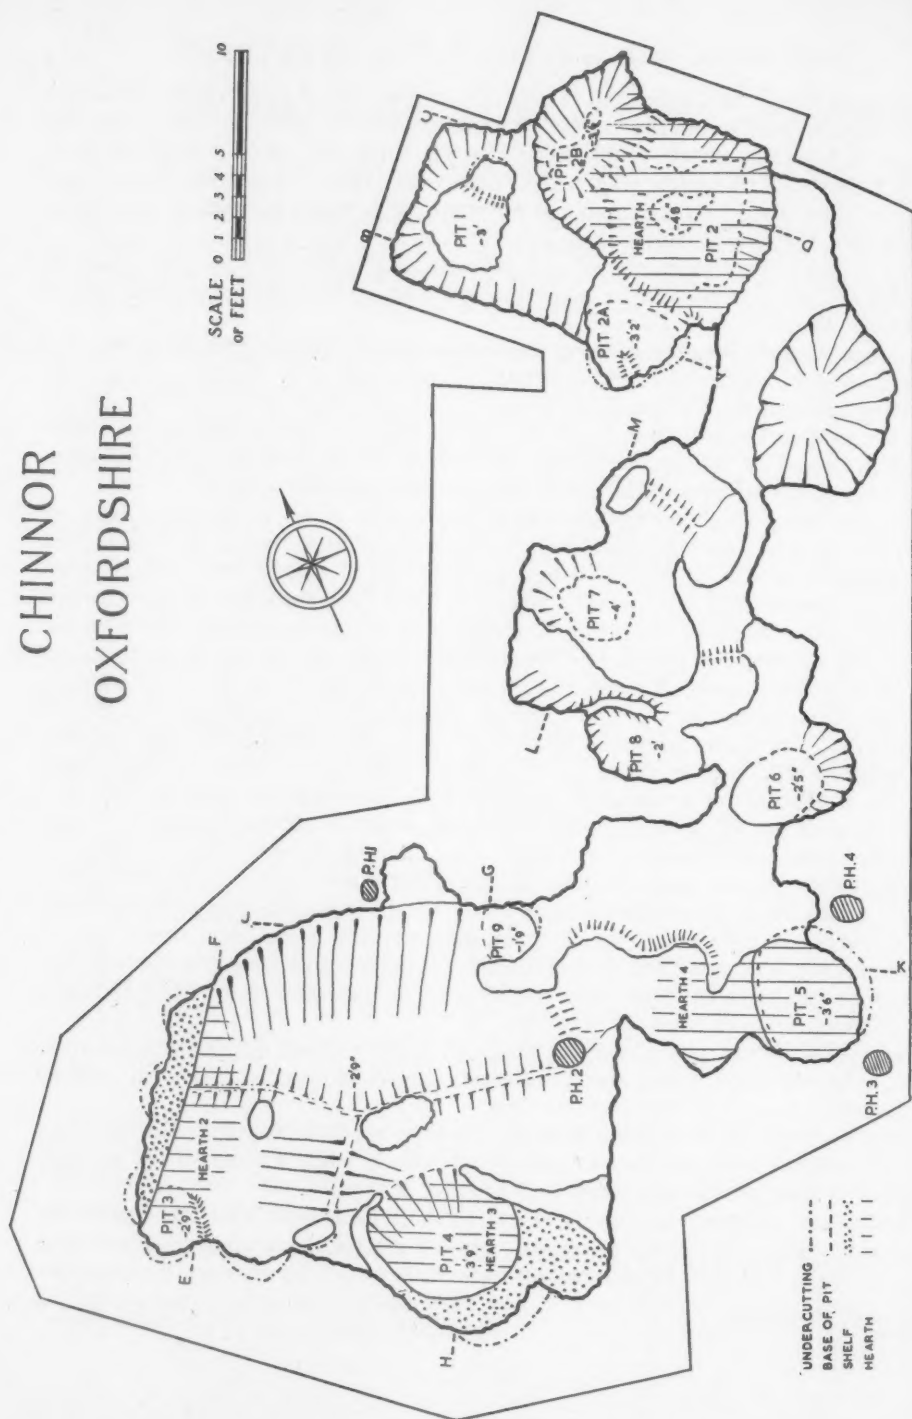 CHINNOR
OXFORDSHIRE
SCALE 0 1 2 3 4 5 10
OF FEET
B
J
PIT 1
-3'
PIT
2B
HEARTH 1
PIT 2
D
PIT 2A
-3'2"
M
PIT 7
-4'
L
PIT 8
-2'
PIT 6
-2'5"
P.H.1
J
F
G
PIT 9
-1'9"
P.H.4
HEARTH 4
PIT 5
-3'6"
K
P.H.3
P.H.2
-2'9"
HEARTH 2
PIT 3
-2'9"
E
PIT 4
-3'9"
HEARTH 3
H
UNDERCUTTING
BASE OF PIT
SHELF
HEARTH